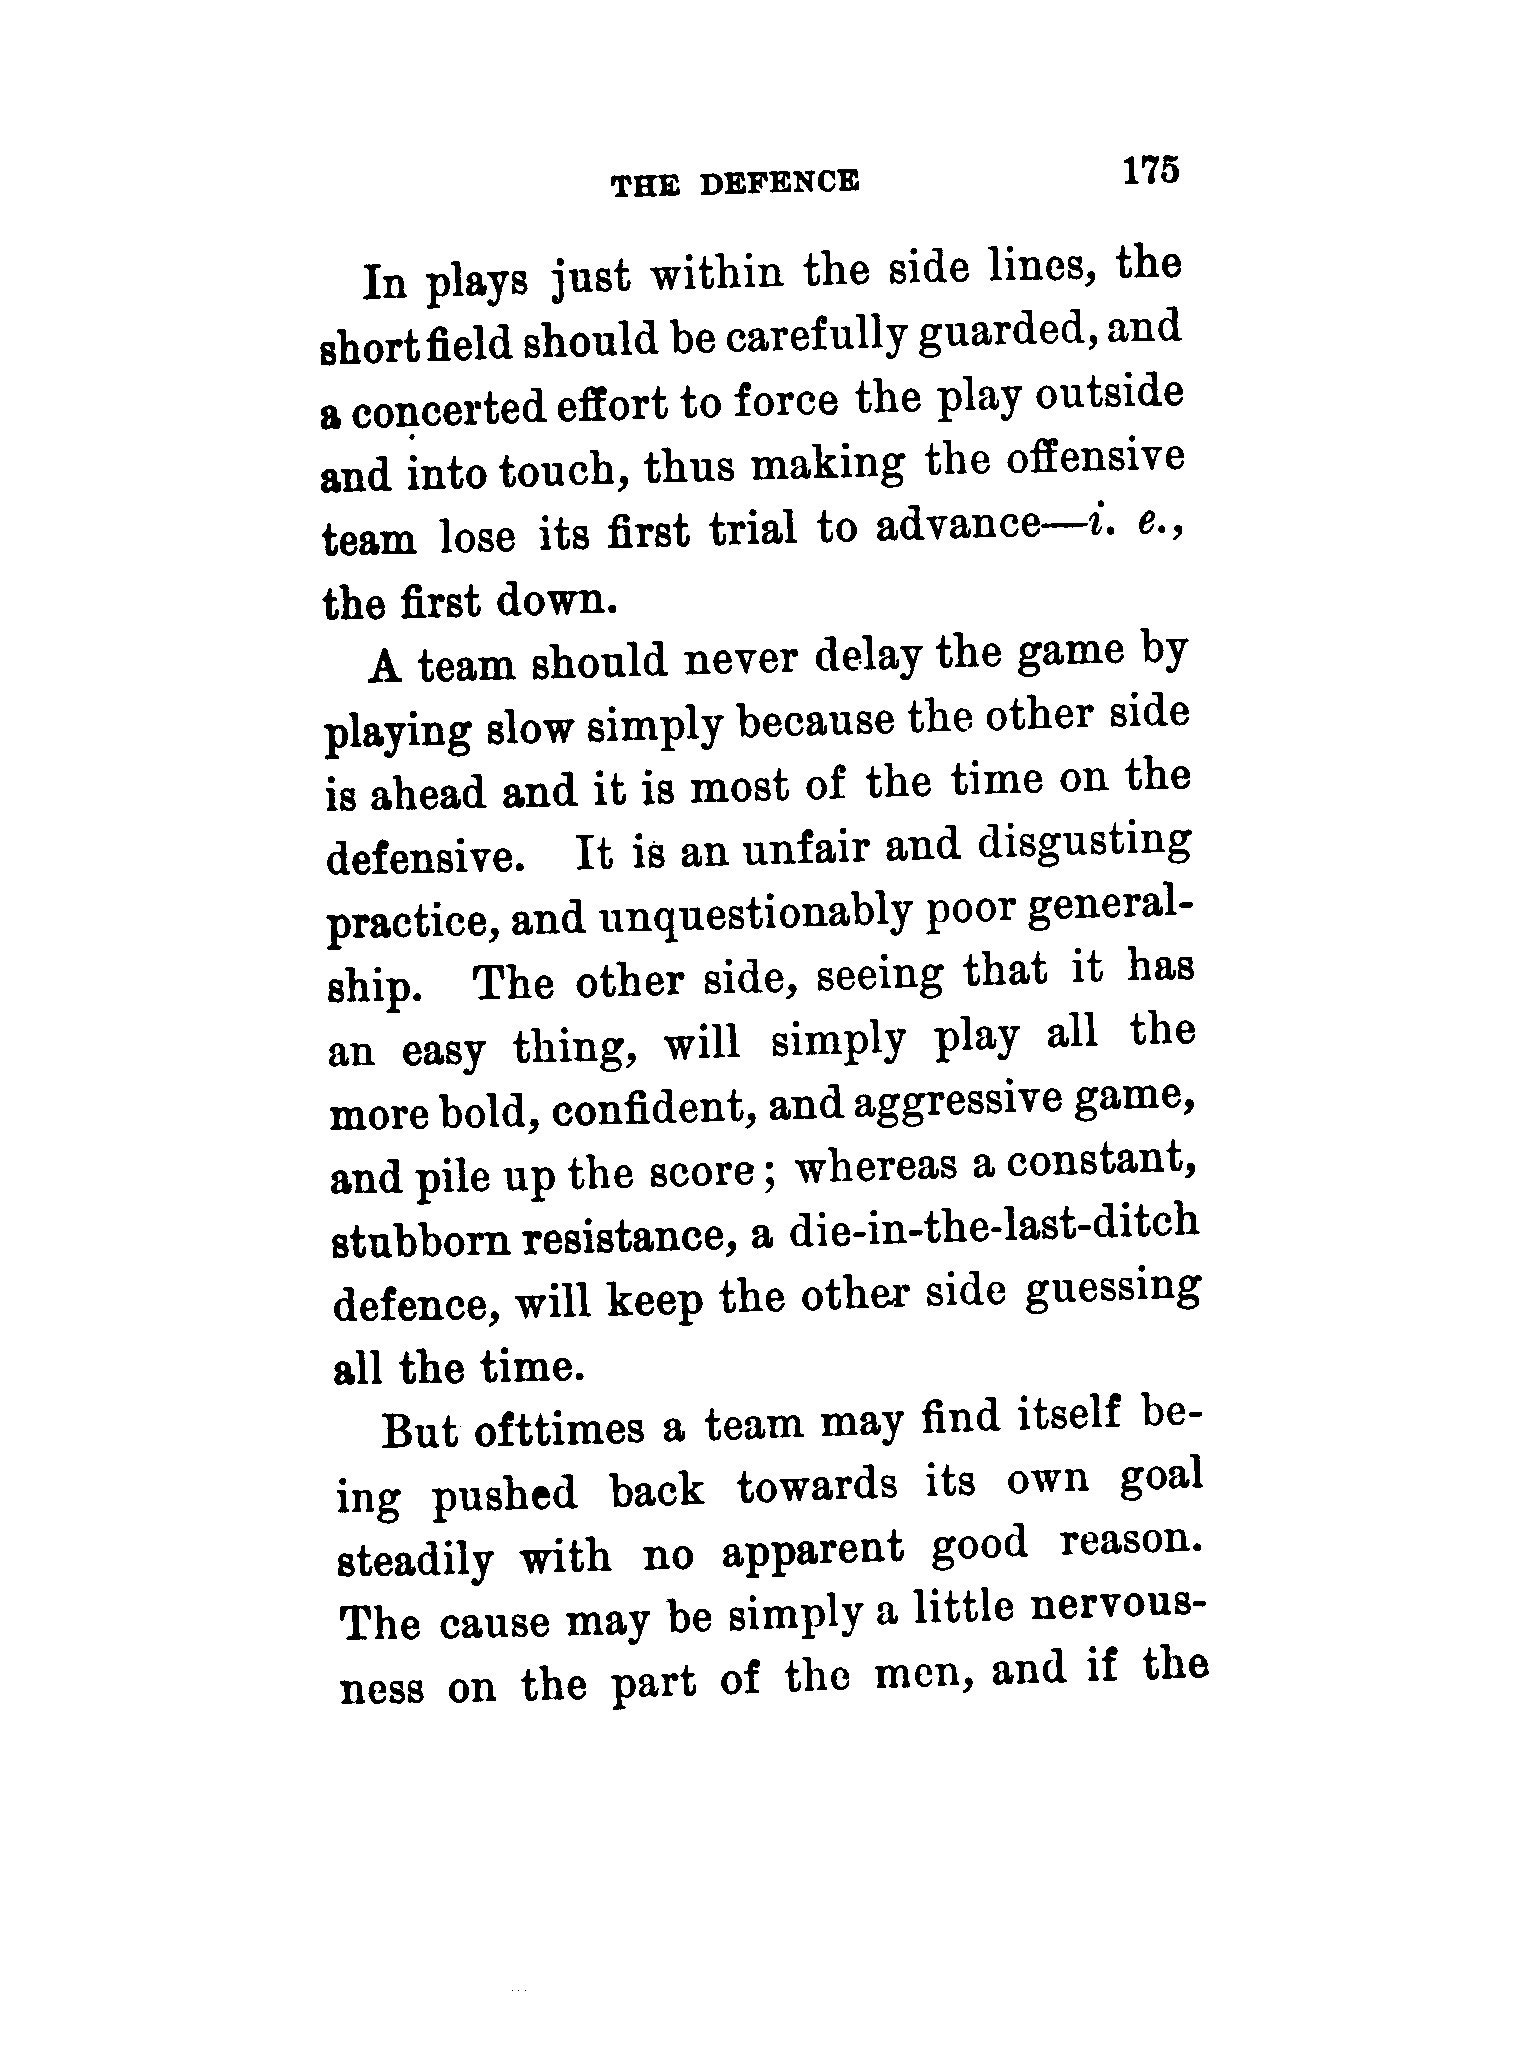 THE DEFENCE 175
In plays just within the side lines, the
short field should be carefully guarded, and
a concerted effort to force the play outside
and into touch, thus making the offensive
team lose its first trial to advance—i. e.,
the first down.
A team should never delay the game by
playing slow simply because the other side
is ahead and it is most of the time on the
defensive. It is an unfair and disgusting
practice, and unquestionably poor general-
ship. The other side, seeing that it has
an easy thing, will simply play all the
more bold, confident, and aggressive game,
and pile up the score; whereas a constant,
stubborn resistance, a die-in-the-last-ditch
defence, will keep the other side guessing
all the time.
But ofttimes a team may find itself be-
ing pushed back towards its own goal
steadily with no apparent good reason.
The cause may be simply a little nervous-
ness on the part of the men, and if the